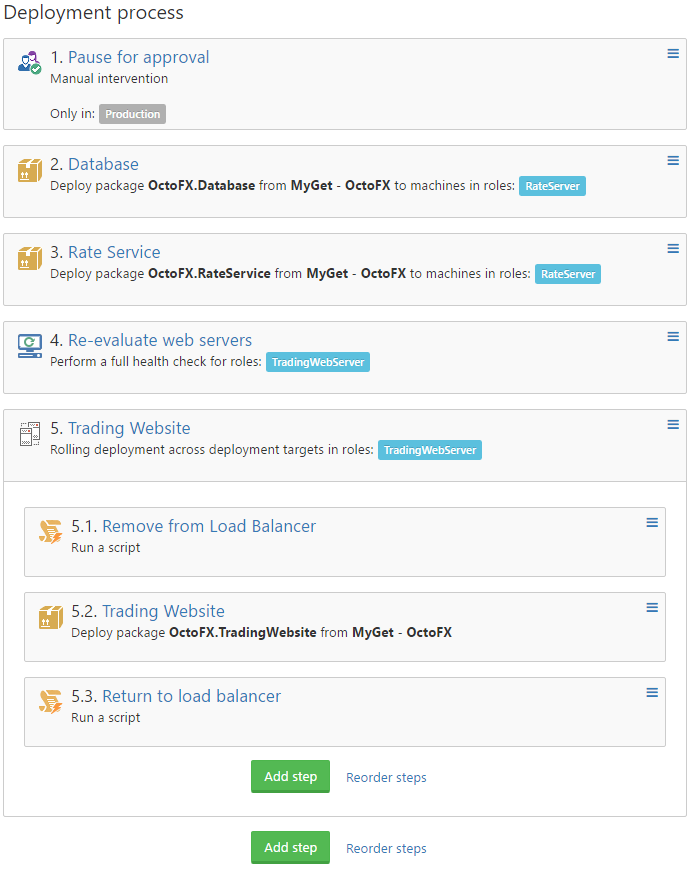 Deployment process
1. Pause for approval
Manual intervention
Only in: Production
2. Database
Deploy package OctoFX.Database from MyGet - OctoFX to machines in roles: RateServer
3. Rate Service
Deploy package OctoFX.RateService from MyGet - OctoFX to machines in roles: RateServer
4. Re-evaluate web servers
Perform a full health check for roles: TradingWebServer
5. Trading Website
Rolling deployment across deployment targets in roles: TradingWebServer
5.1. Remove from Load Balancer
Run a script
5.2. Trading Website
Deploy package OctoFX.TradingWebsite from MyGet - OctoFX
5.3. Return to load balancer
Run a script
Add step Reorder steps
Add step Reorder steps